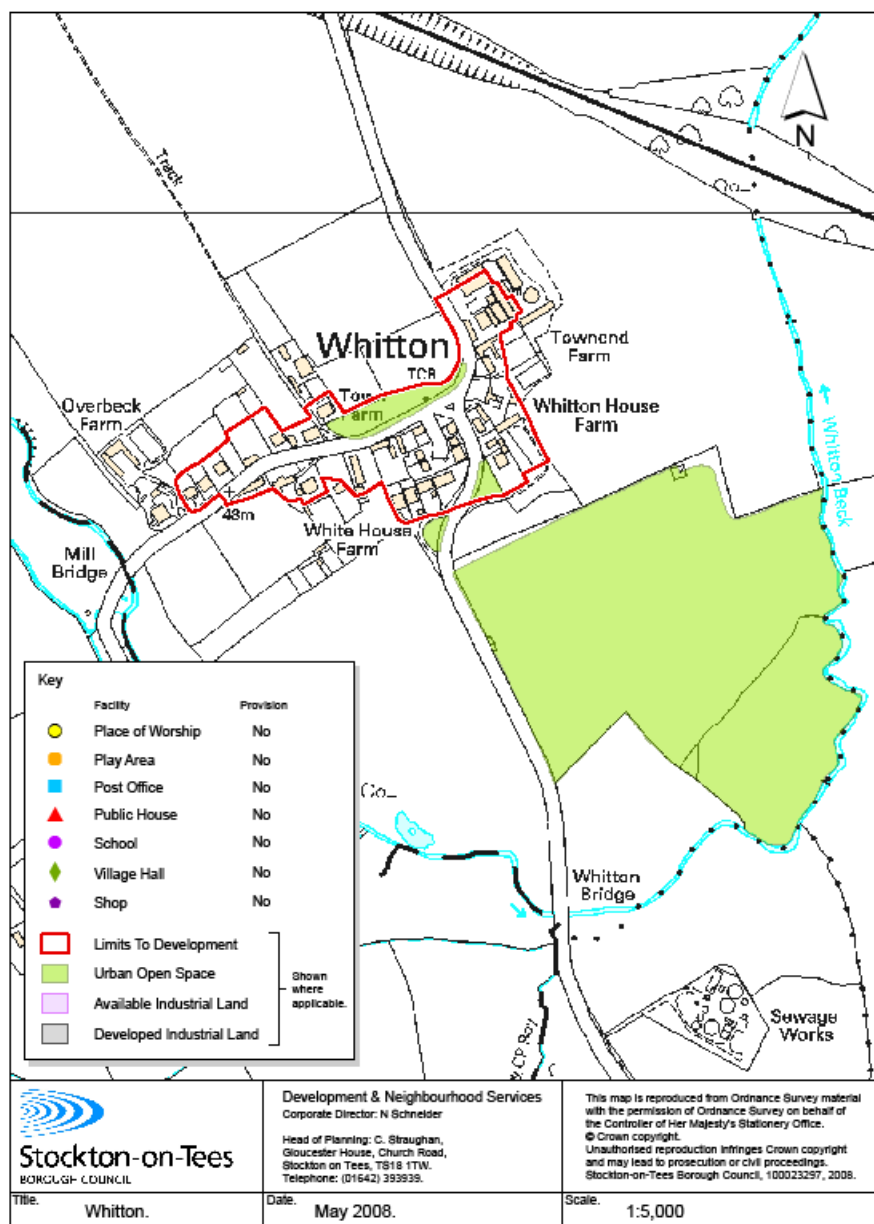 N
Track
Whitton
TCB
Town
Farm
Townend
Farm
Overbeck
Farm
Whitton House
Farm
Whitton Beck
48m
White House
Farm
Mill
Bridge
Key
Facility Provision
Place of Worship No
Play Area No
Post Office No
Public House No
School No
Village Hall No
Shop No
Limits To Development
Urban Open Space
Available Industrial Land
Developed Industrial Land
Shown
where
applicable.
Whitton
Bridge
Sewage
Works
CP
Stockton-on-Tees
BOROUGH COUNCIL
Development & Neighbourhood Services
Corporate Director: N Schneider
Head of Planning: C. Straughan,
Gloucester House, Church Road,
Stockton on Tees, TS18 1TW.
Telephone: (01642) 393939.
This map is reproduced from Ordnance Survey material
with the permission of Ordnance Survey on behalf of
the Controller of Her Majesty's Stationery Office.
© Crown copyright.
Unauthorised reproduction infringes Crown copyright
and may lead to prosecution or civil proceedings.
Stockton-on-Tees Borough Council, 100023297, 2008.
Title. Whitton.
Date. May 2008.
Scale. 1:5,000